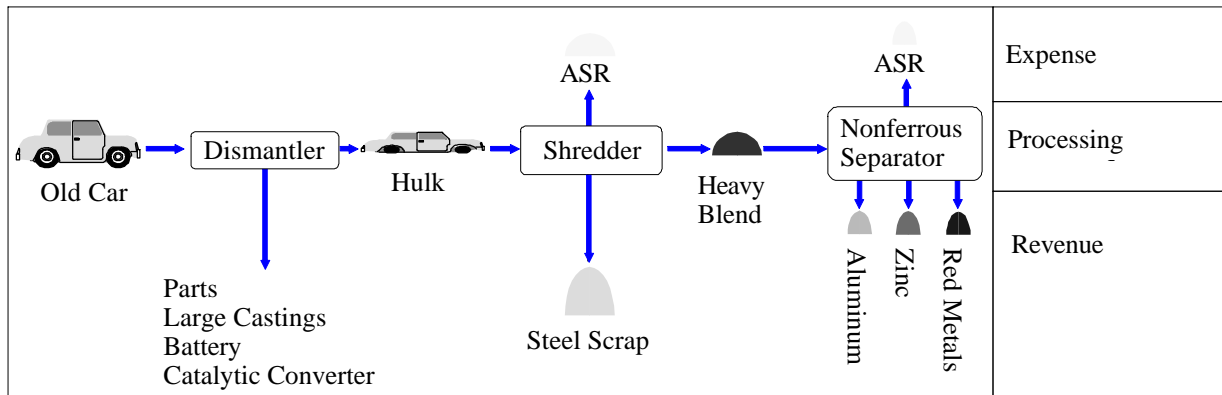 ASR
ASR
Expense
Old Car
Dismantler
Hulk
Shredder
Heavy
Blend
Nonferrous
Separator
Processing
Parts
Large Castings
Battery
Catalytic Converter
Steel Scrap
Aluminum
Zinc
Red Metals
Revenue